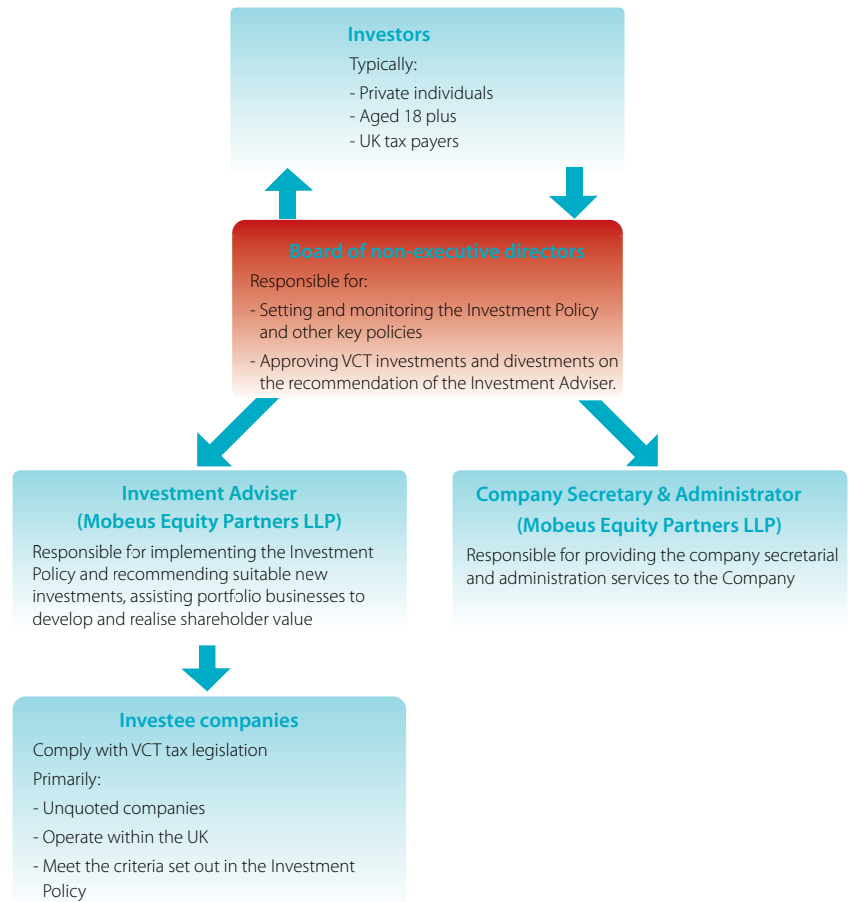 Investors
Typically:
- Private individuals
- Aged 18 plus
- UK tax payers
Board of non-executive directors
Responsible for:
- Setting and monitoring the Investment Policy
and other key policies
- Approving VCT investments and divestments on
the recommendation of the Investment Adviser.
Investment Adviser
(Mobeus Equity Partners LLP)
Responsible for implementing the Investment
Policy and recommending suitable new
investments, assisting portfolio businesses to
develop and realise shareholder value
Company Secretary & Administrator
(Mobeus Equity Partners LLP)
Responsible for providing the company secretarial
and administration services to the Company
Investee companies
Comply with VCT tax legislation
Primarily:
- Unquoted companies
- Operate within the UK
- Meet the criteria set out in the Investment
Policy